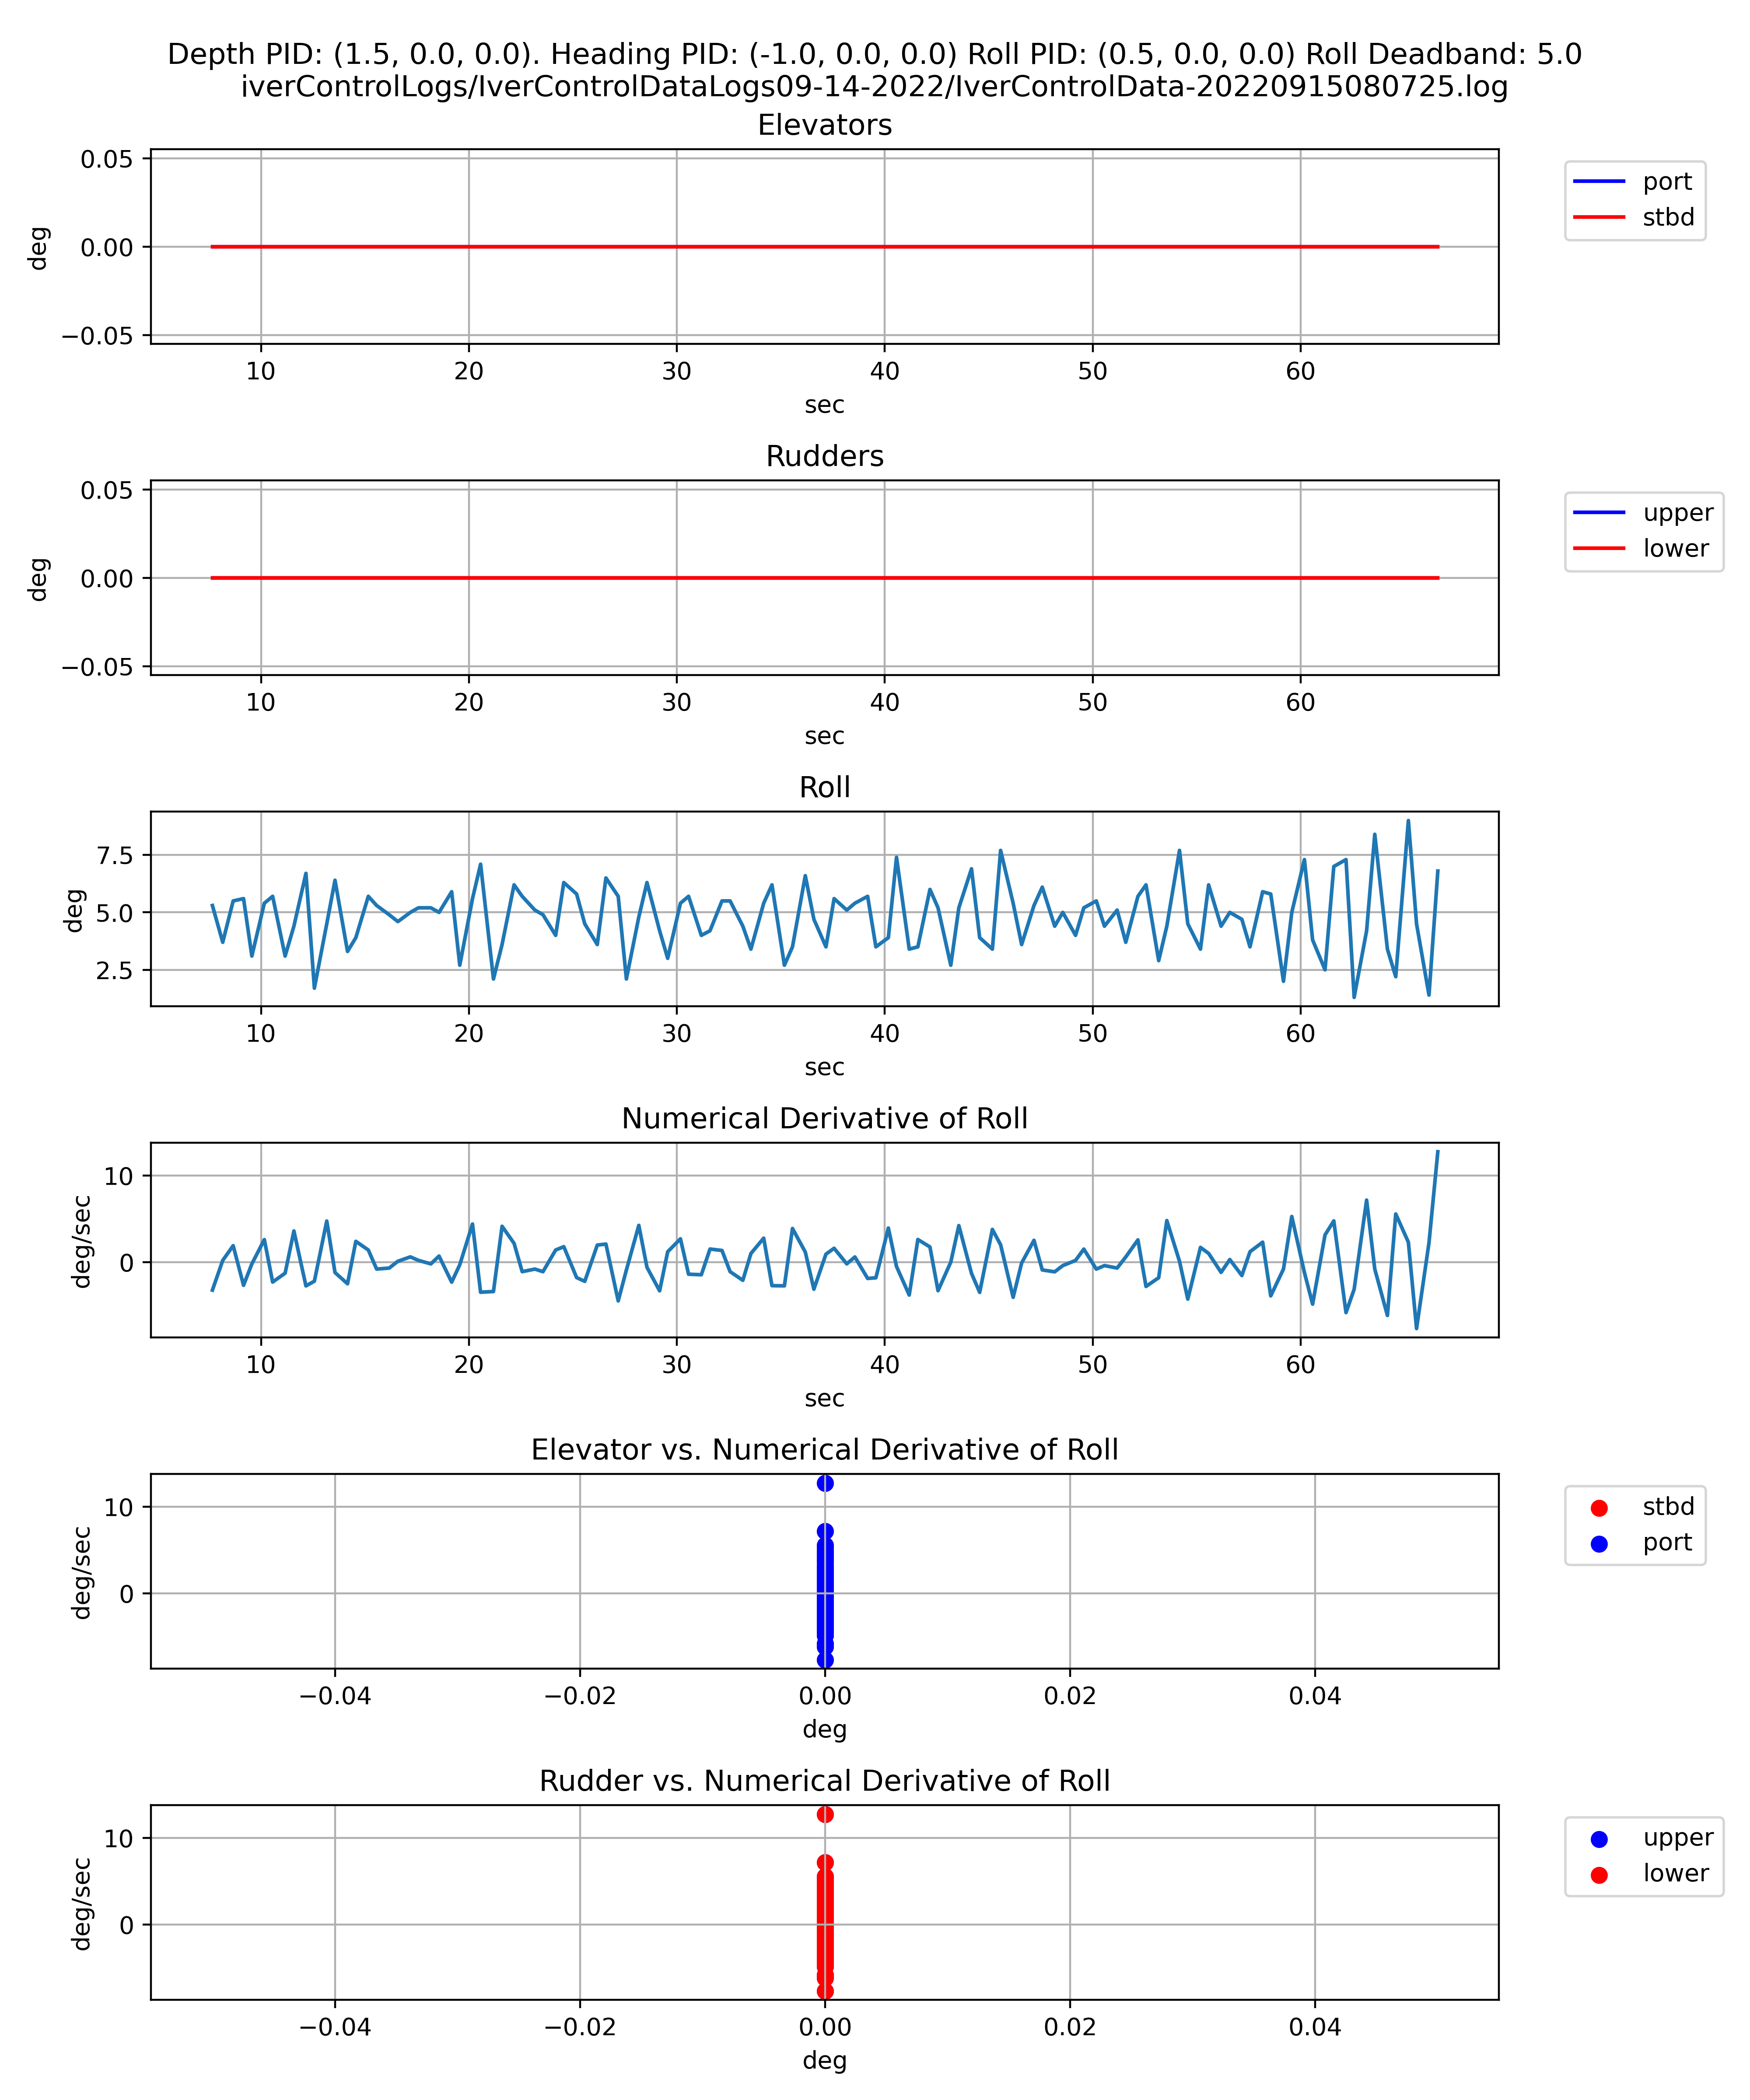 Depth PID: (1.5, 0.0, 0.0). Heading PID: (-1.0, 0.0, 0.0) Roll PID: (0.5, 0.0, 0.0) Roll Deadband: 5.0
iverControlLogs/IverControlDataLogs09-14-2022/IverControlData-20220915080725.log
Elevators
0.05
0.00
−0.05
deg
10 20 30 40 50 60
sec
port
stbd
Rudders
0.05
0.00
−0.05
deg
10 20 30 40 50 60
sec
upper
lower
Roll
7.5
5.0
2.5
deg
10 20 30 40 50 60
sec
Numerical Derivative of Roll
10
0
deg/sec
10 20 30 40 50 60
sec
Elevator vs. Numerical Derivative of Roll
10
0
deg/sec
−0.04 −0.02 0.00 0.02 0.04
deg
stbd
port
Rudder vs. Numerical Derivative of Roll
10
0
deg/sec
−0.04 −0.02 0.00 0.02 0.04
deg
upper
lower